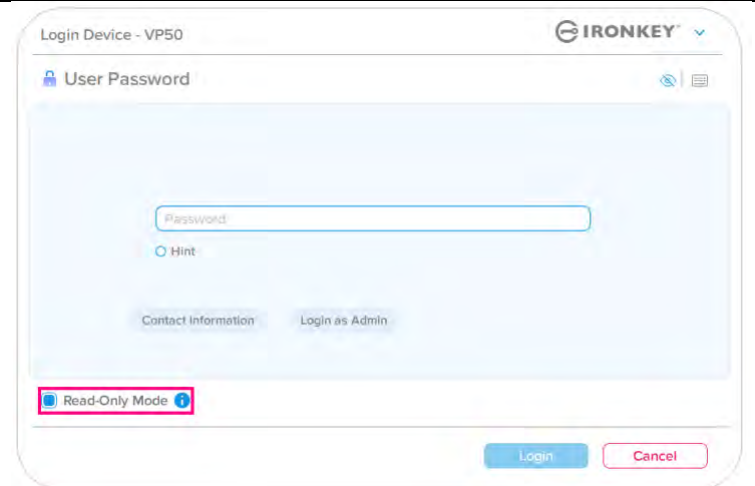 Login Device - VP50
IRONKEY
User Password
Password
Hint
Contact Information
Login as Admin
Read-Only Mode
Login
Cancel